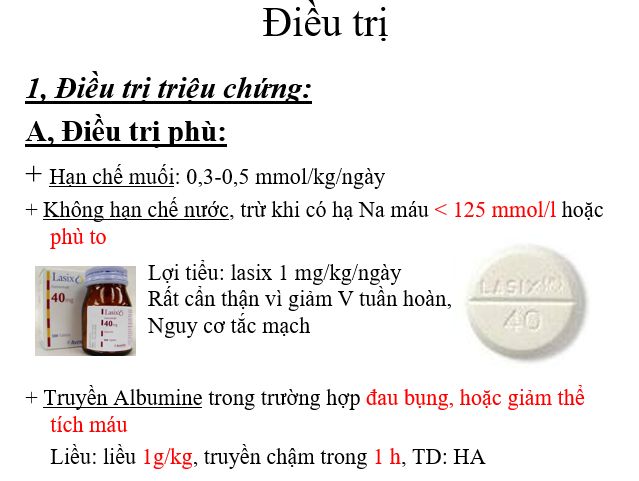 Điều trị
1, Điều trị triệu chứng:
A, Điều trị phù:
+ Hạn chế muối: 0,3-0,5 mmol/kg/ngày
+ Không hạn chế nước, trừ khi có hạ Na máu < 125 mmol/l hoặc
phù to
Lợi tiểu: lasix 1 mg/kg/ngày
Rất cẩn thận vì giảm V tuần hoàn,
Nguy cơ tắc mạch
Lasix
40mg
Lasix
40mg
LASIX
40
+ Truyền Albumine trong trường hợp đau bụng, hoặc giảm thể
tích máu
Liều: liều 1g/kg, truyền chậm trong 1 h, TD: HA